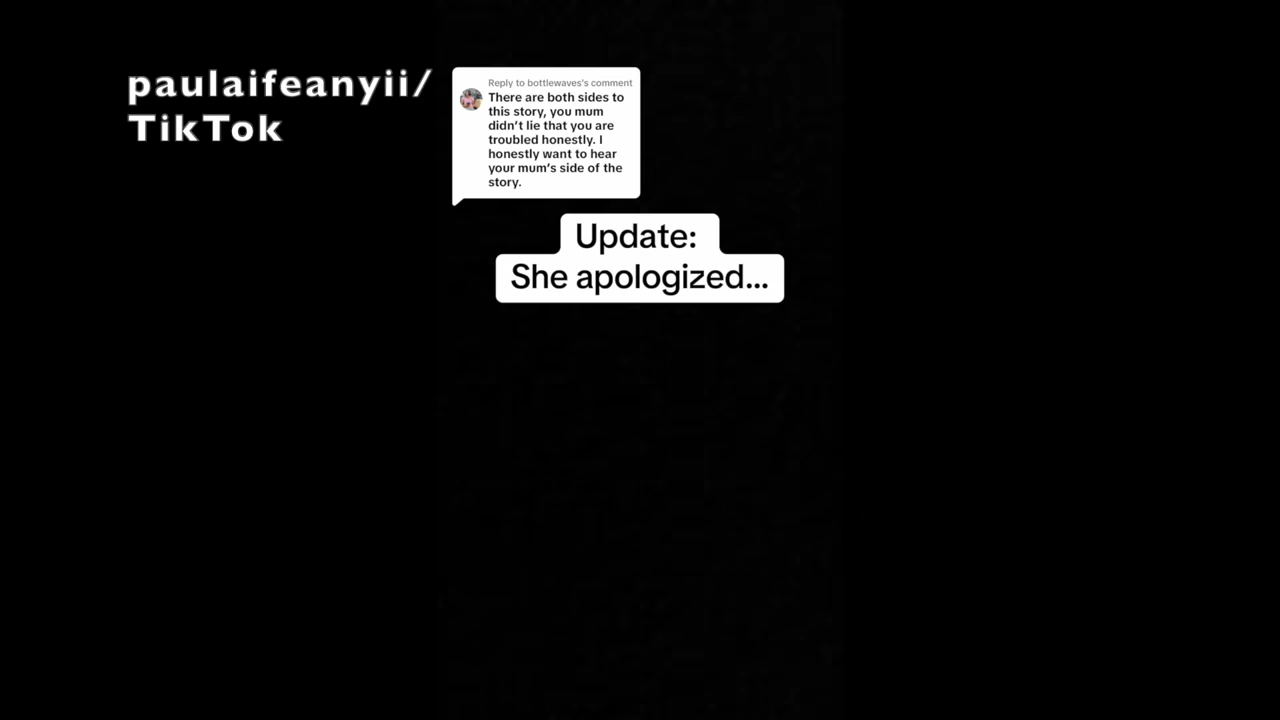 paulaifeanyii/
TikTok
Reply to bottlewaves's comment
There are both sides to
this story, you mum
didn't lie that you are
troubled honestly. I
honestly want to hear
your mum's side of the
story.
Update:
She apologized...